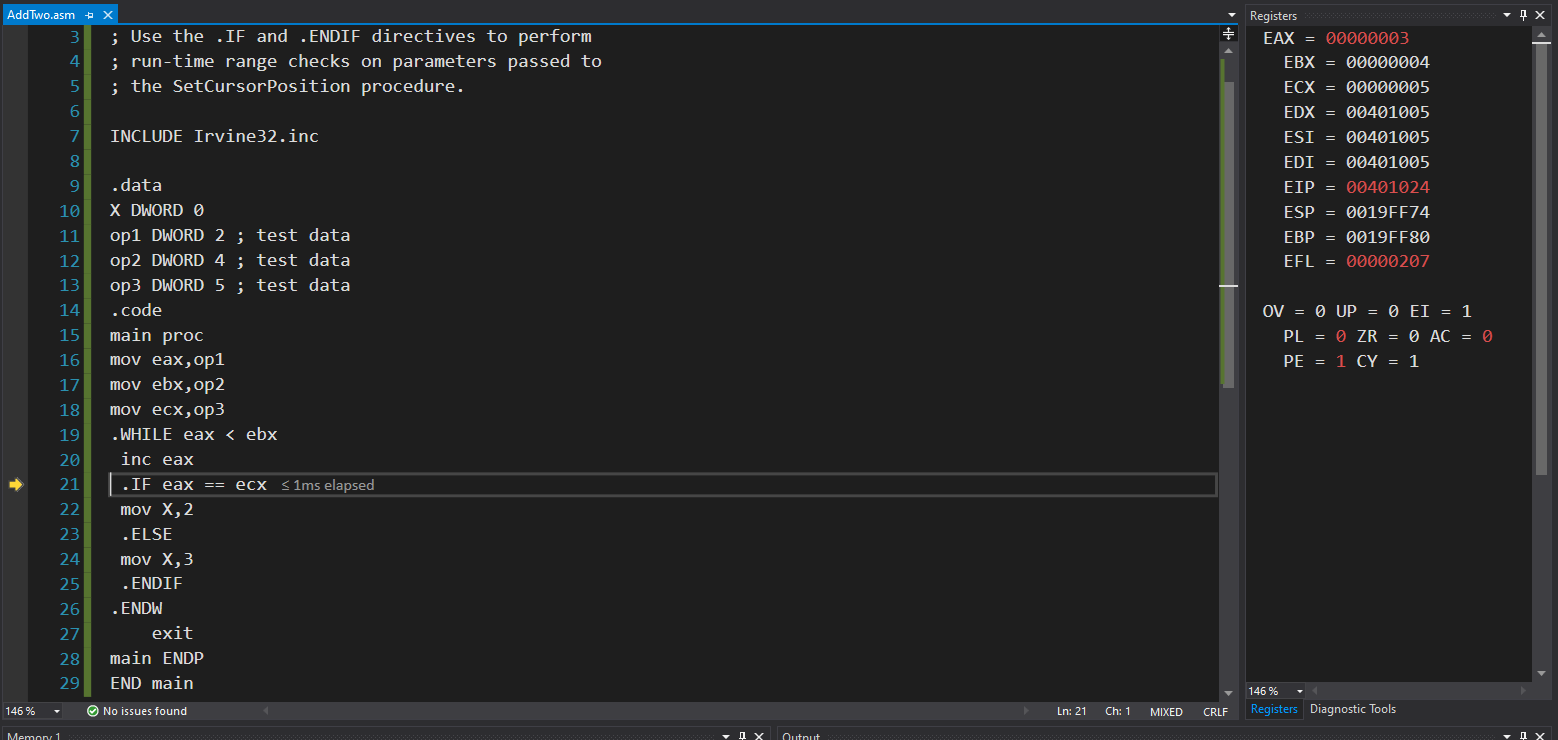 AddTwo.asm
3 ; Use the .IF and .ENDIF directives to perform
4 ; run-time range checks on parameters passed to
5 ; the SetCursorPosition procedure.
6
7 INCLUDE Irvine32.inc
8
9 .data
10 X DWORD 0
11 op1 DWORD 2 ; test data
12 op2 DWORD 4 ; test data
13 op3 DWORD 5 ; test data
14 .code
15 main proc
16 mov eax,op1
17 mov ebx,op2
18 mov ecx,op3
19 .WHILE eax < ebx
20 inc eax
21 .IF eax == ecx ≤ 1ms elapsed
22 mov X,2
23 .ELSE
24 mov X,3
25 .ENDIF
26 .ENDW
27 exit
28 main ENDP
29 END main
146 % No issues found Ln: 21 Ch: 1 MIXED CRLF
Registers
EAX = 00000003
EBX = 00000004
ECX = 00000005
EDX = 00401005
ESI = 00401005
EDI = 00401005
EIP = 00401024
ESP = 0019FF74
EBP = 0019FF80
EFL = 00000207
OV = 0 UP = 0 EI = 1
PL = 0 ZR = 0 AC = 0
PE = 1 CY = 1
146 %
Registers Diagnostic Tools
Memory 1
Output